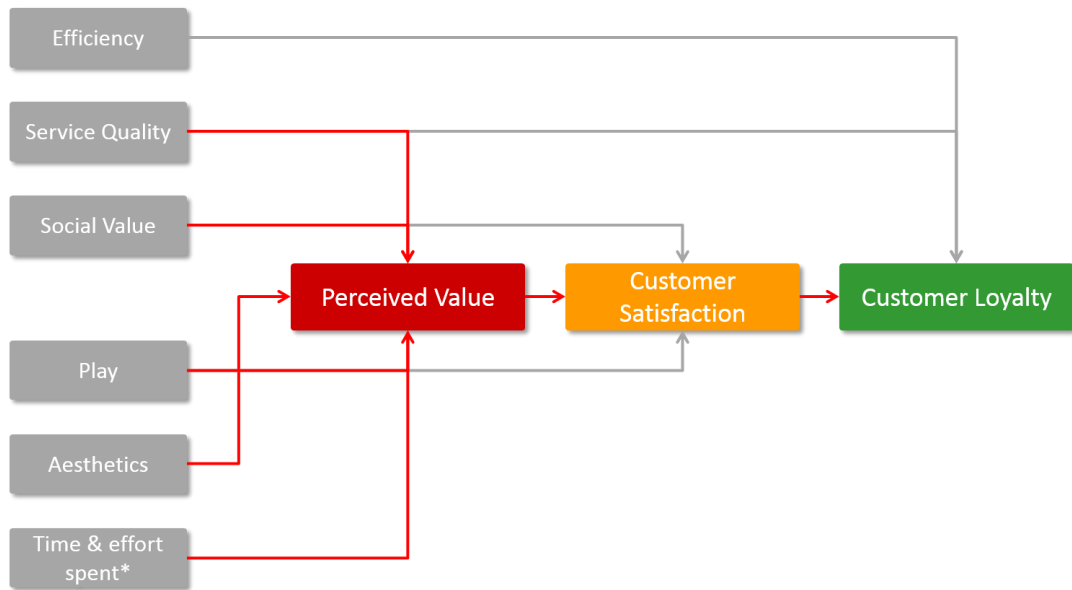 Efficiency
Service Quality
Social Value
Perceived Value
Customer
Satisfaction
Customer Loyalty
Play
Aesthetics
Time & effort
spent*